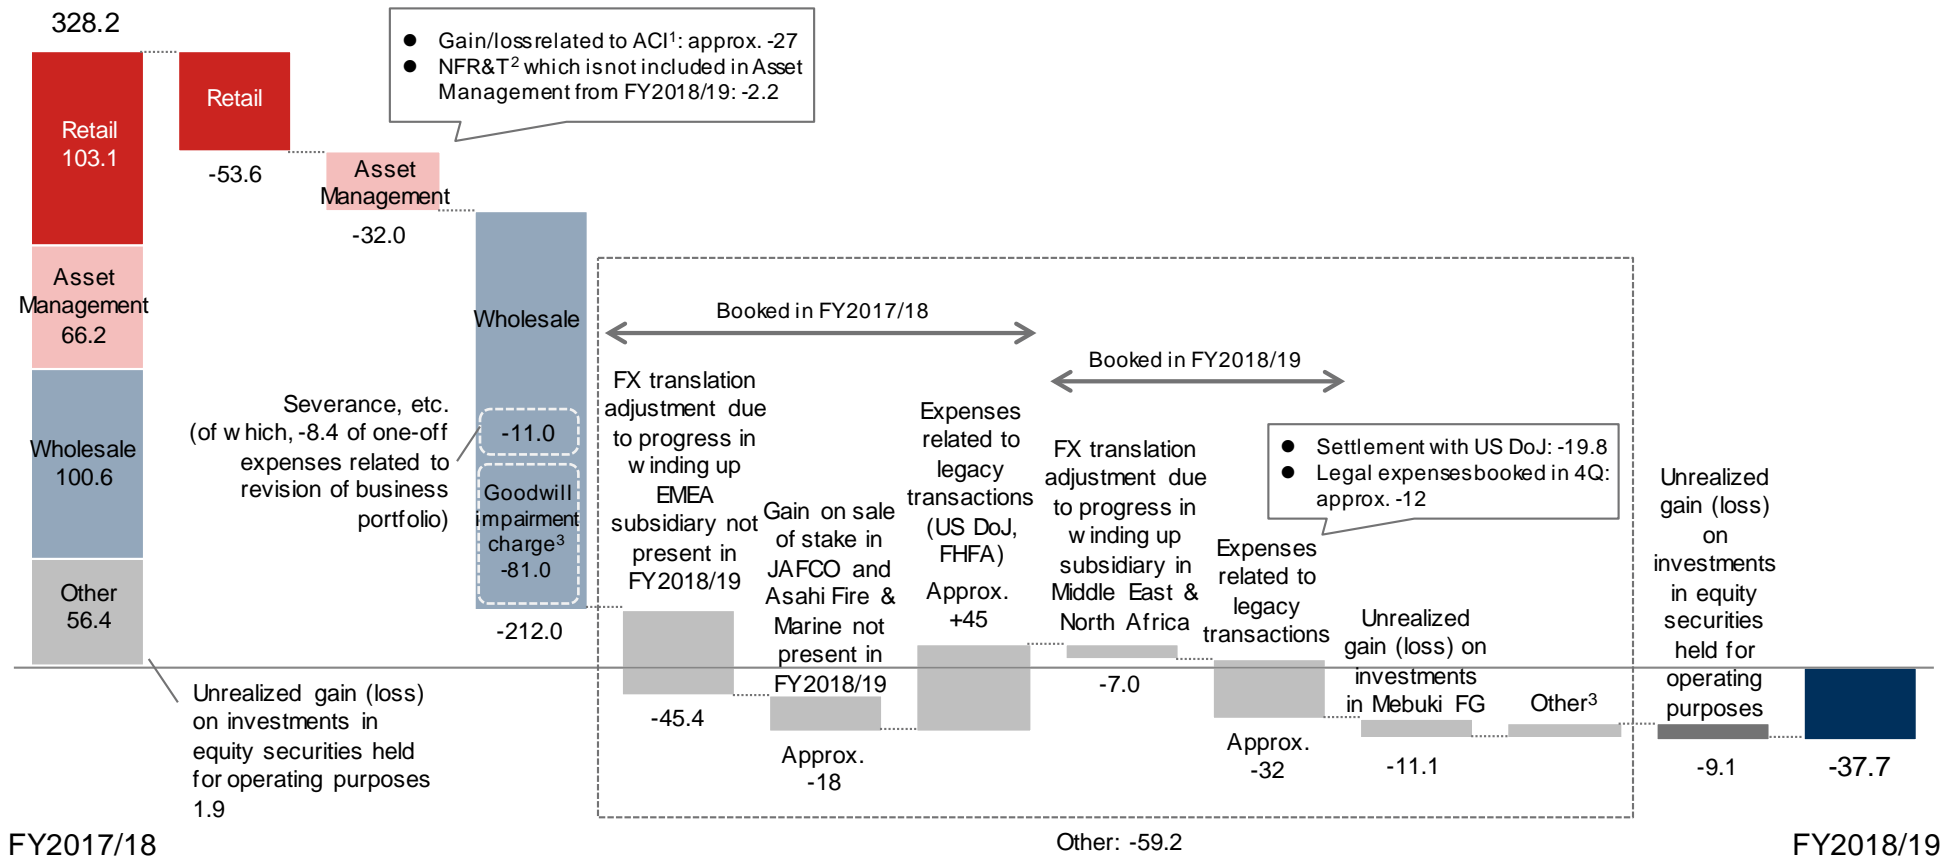 328.2
Retail
103.1
Asset
Management
66.2
Wholesale
100.6
Other
56.4
Unrealized gain (loss)
on investments in
equity securities held
for operating purposes
1.9
FY2017/18
Retail
-53.6
● Gain/loss related to ACI¹: approx. -27
● NFR&T² which is not included in Asset
Management from FY2018/19: -2.2
Asset
Management
-32.0
Wholesale
Severance, etc.
(of which, -8.4 of one-off
expenses related to
revision of business
portfolio)
-11.0
Goodwill
impairment
charge³
-81.0
-212.0
Booked in FY2017/18
FX translation
adjustment due
to progress in
winding up
EMEA
subsidiary not
present in
FY2018/19
-45.4
Gain on sale
of stake in
JAFCO and
Asahi Fire &
Marine not
present in
FY2018/19
Approx.
-18
Expenses
related to
legacy
transactions
(US DoJ,
FHFA)
Approx.
+45
Booked in FY2018/19
FX translation
adjustment due
to progress in
winding up
subsidiary in
Middle East &
North Africa
-7.0
● Settlement with US DoJ: -19.8
● Legal expenses booked in 4Q:
approx. -12
Expenses
related to
legacy
transactions
Approx.
-32
Unrealized
gain (loss) on
investments
in Mebuki FG
-11.1
Other³
Other: -59.2
Unrealized
gain (loss)
on
investments
in equity
securities
held for
operating
purposes
-9.1
-37.7
FY2018/19